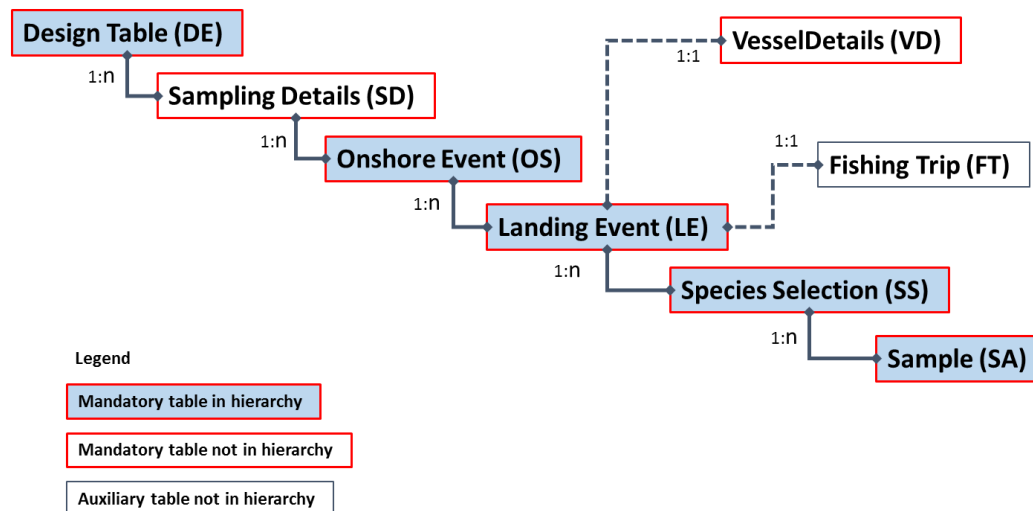 Design Table (DE)
VesselDetails (VD)
1:1
1:n
Sampling Details (SD)
1:n
Onshore Event (OS)
1:1
Fishing Trip (FT)
1:n
Landing Event (LE)
1:n
Species Selection (SS)
1:n
Sample (SA)
Legend
Mandatory table in hierarchy
Mandatory table not in hierarchy
Auxiliary table not in hierarchy